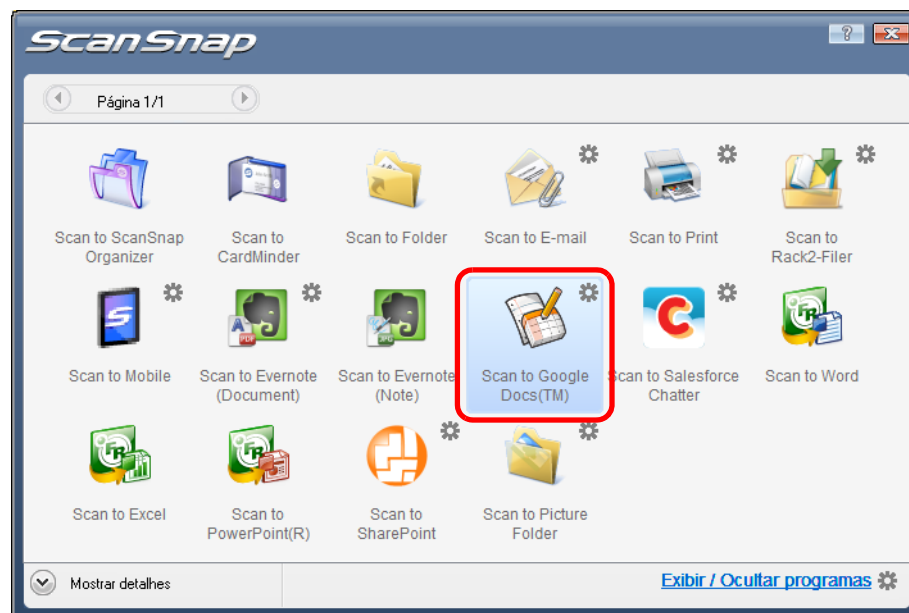 ScanSnap
Página 1/1
Scan to ScanSnap
Organizer
Scan to
CardMinder
Scan to Folder
Scan to E-mail
Scan to Print
Scan to
Rack2-Filer
Scan to Mobile
Scan to Evernote
(Document)
Scan to Evernote
(Note)
Scan to Google
Docs(TM)
Scan to Salesforce
Chatter
Scan to Word
Scan to Excel
Scan to
PowerPoint(R)
Scan to
SharePoint
Scan to Picture
Folder
Mostrar detalhes
Exibir / Ocultar programas